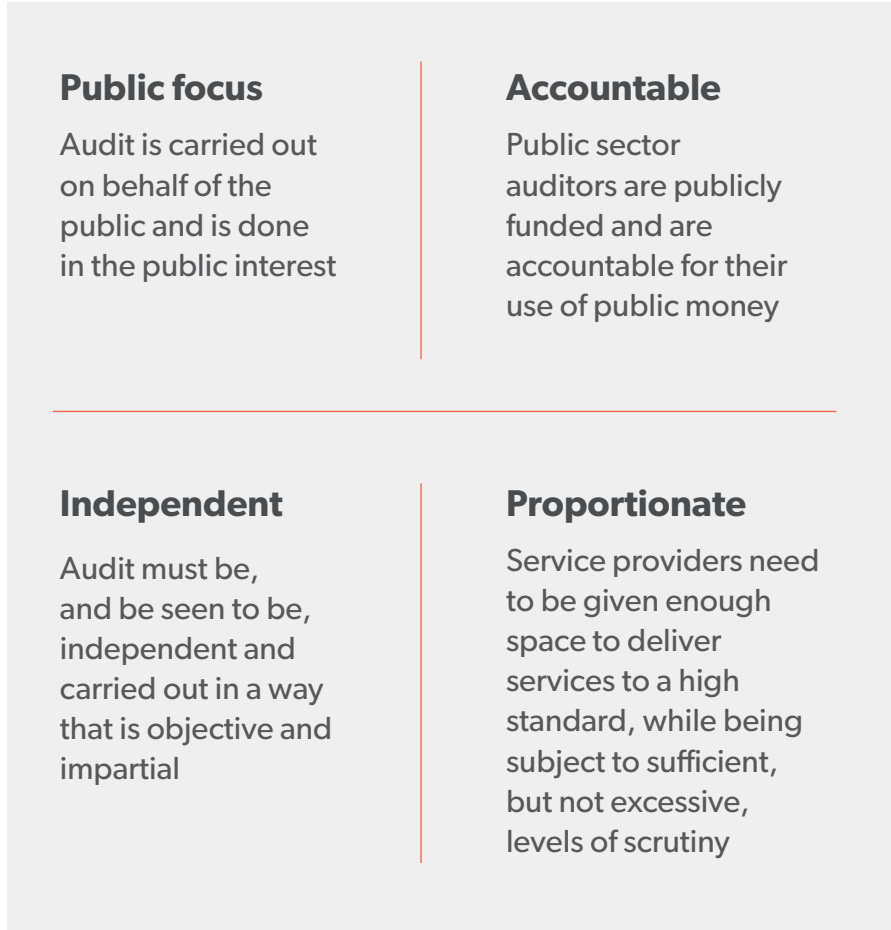 Public focus
Audit is carried out
on behalf of the
public and is done
in the public interest
Accountable
Public sector
auditors are publicly
funded and are
accountable for their
use of public money
Independent
Audit must be,
and be seen to be,
independent and
carried out in a way
that is objective and
impartial
Proportionate
Service providers need
to be given enough
space to deliver
services to a high
standard, while being
subject to sufficient,
but not excessive,
levels of scrutiny